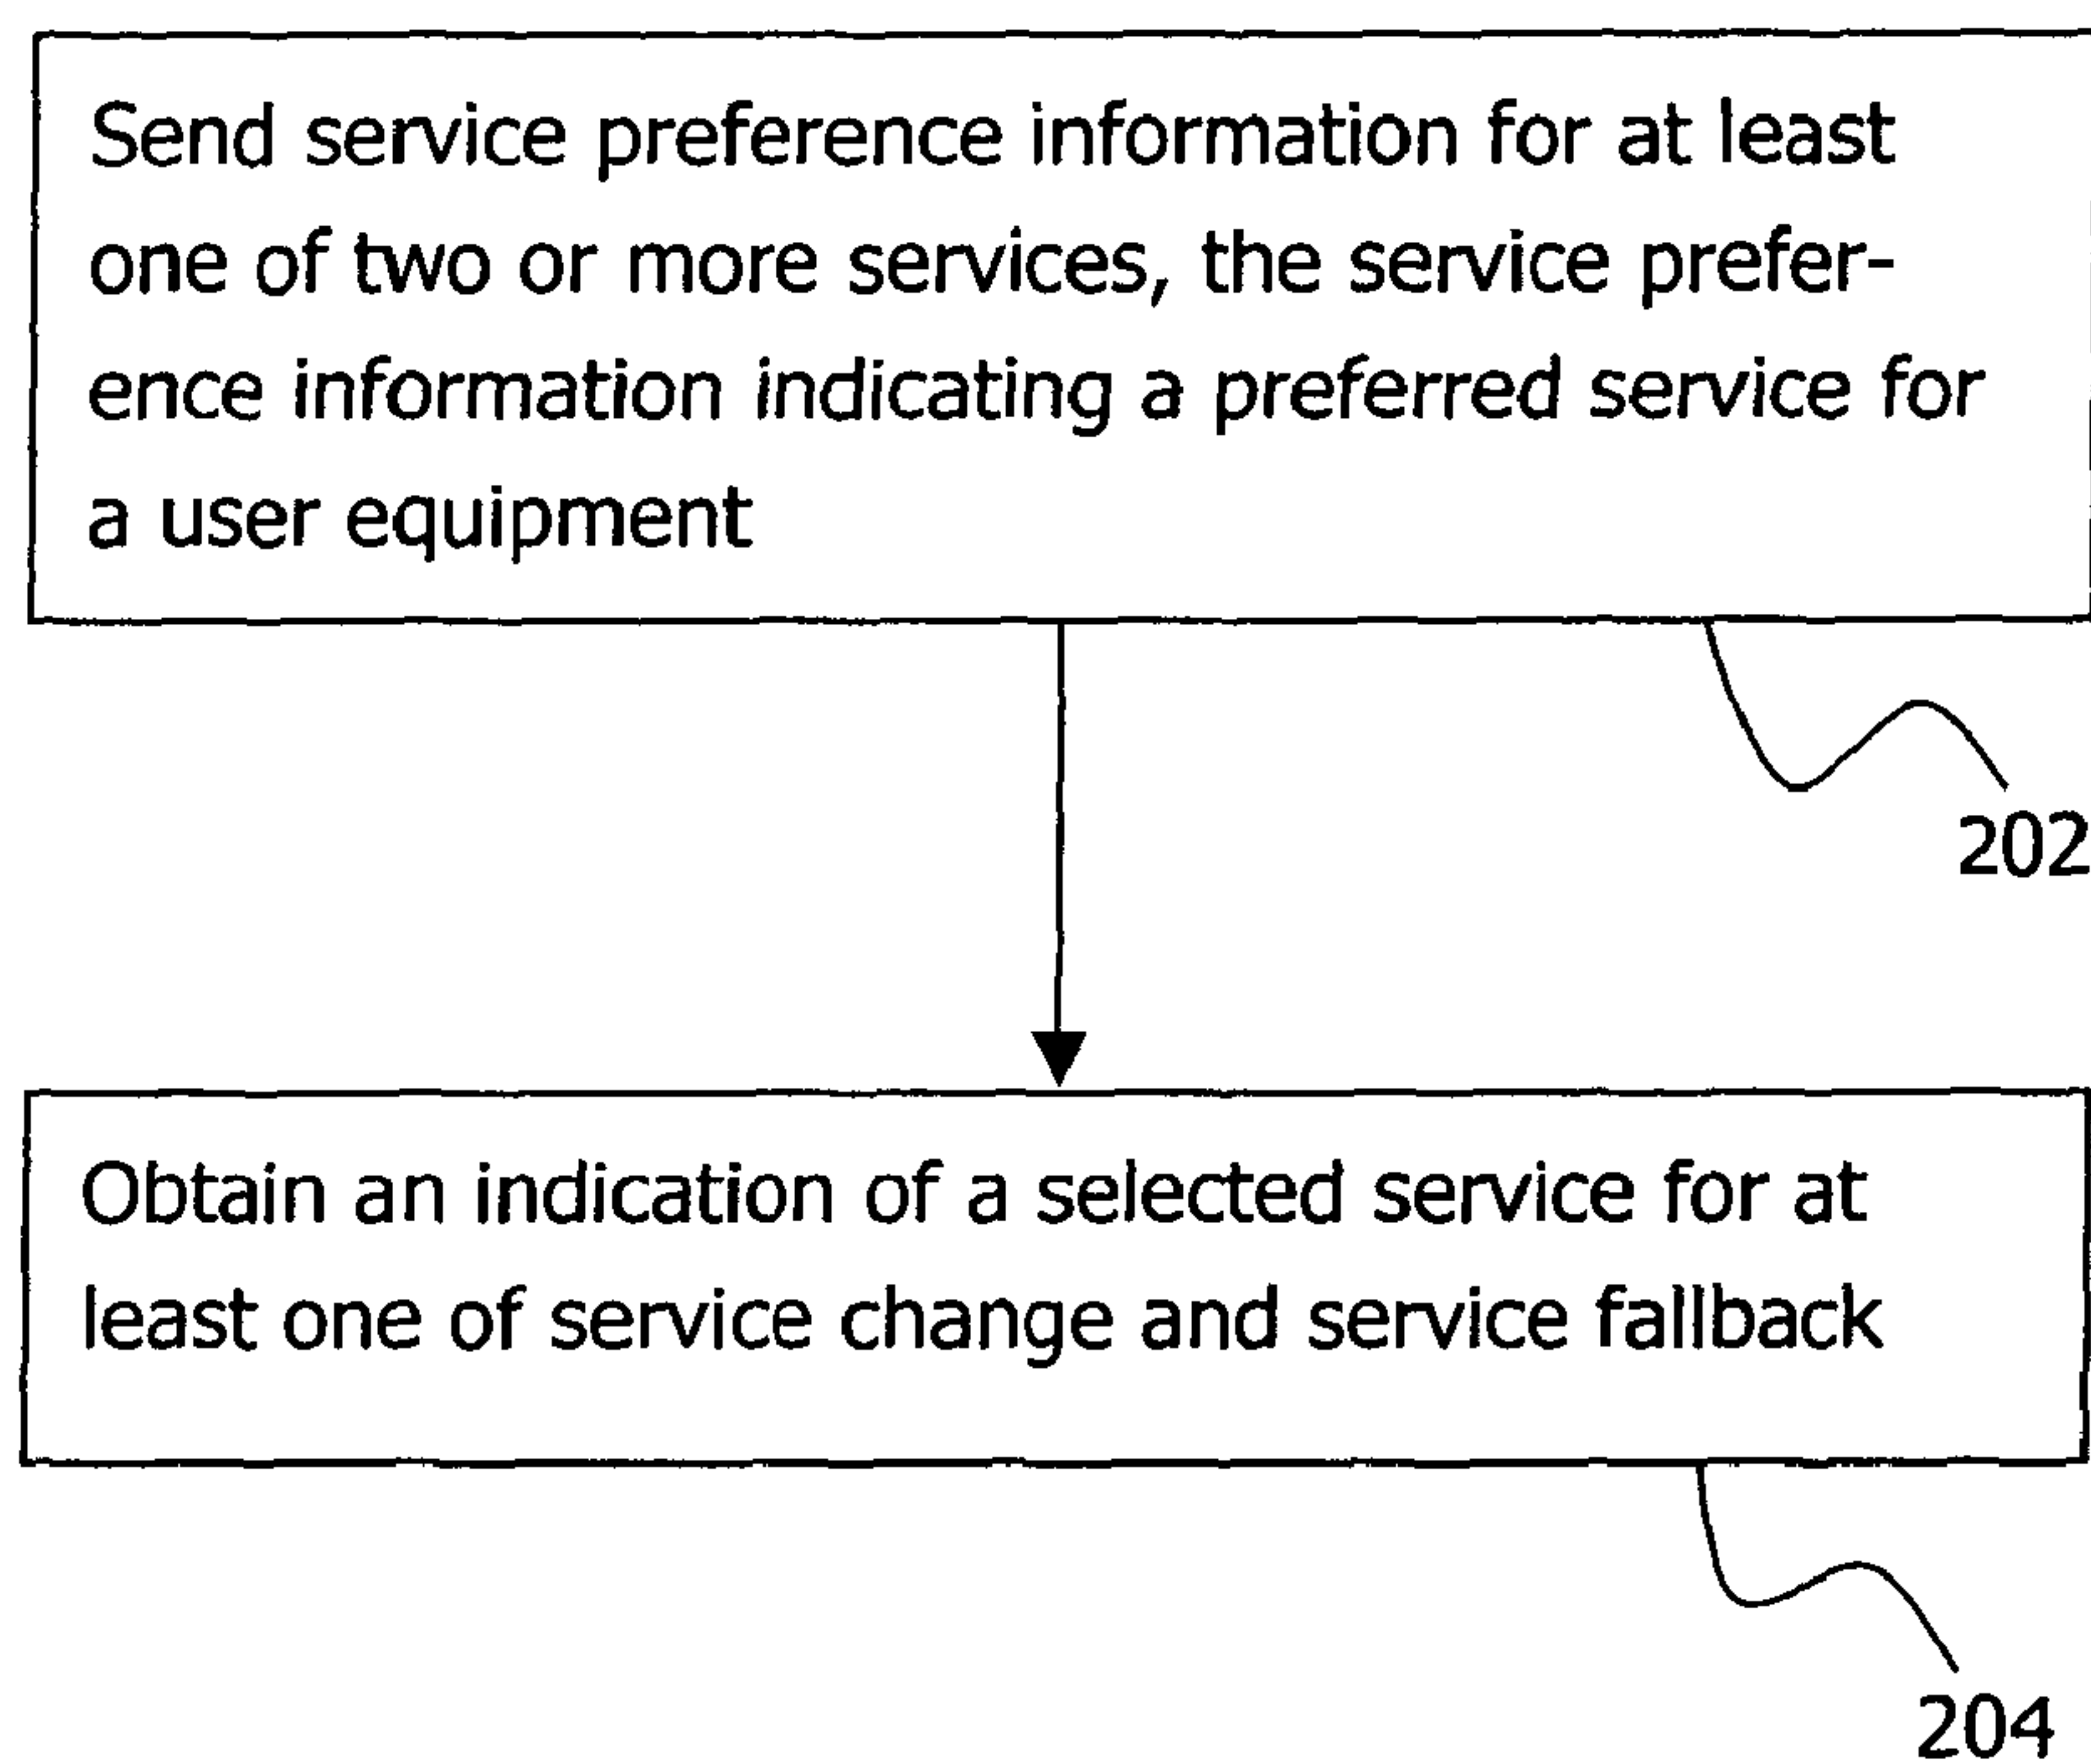 Send service preference information for at least
one of two or more services, the service prefer-
ence information indicating a preferred service for
a user equipment
202
Obtain an indication of a selected service for at
least one of service change and service fallback
204